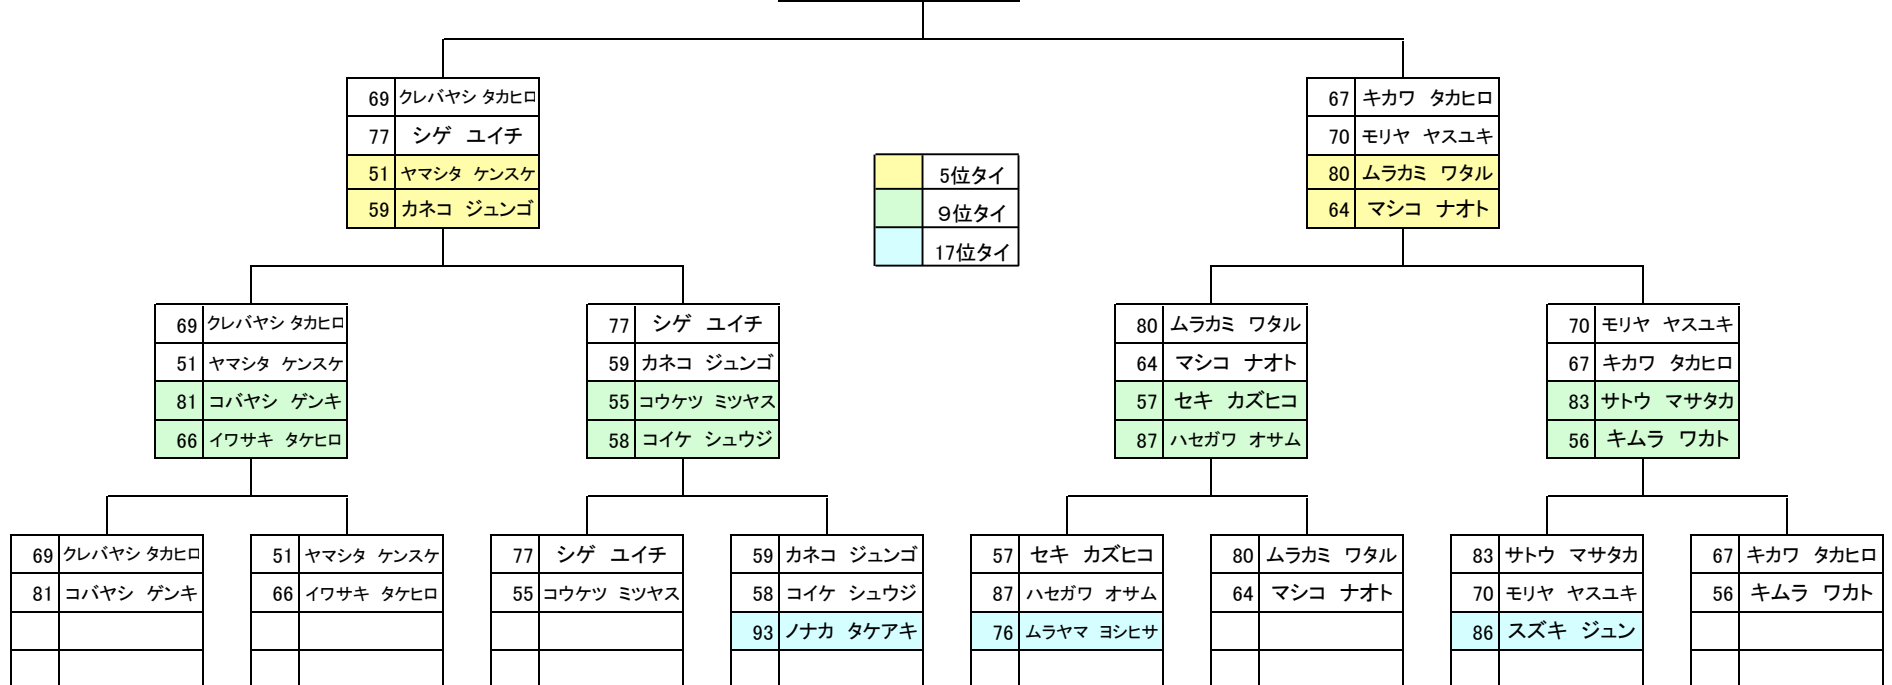 69 クレバヤシ タカヒロ
77 シゲ ユイチ
51 ヤマシタ ケンスケ
59 カネコ ジュンゴ
67 キカワ タカヒロ
70 モリヤ ヤスユキ
80 ムラカミ ワタル
64 マシコ ナオト
5位タイ
９位タイ
17位タイ
69 クレバヤシ タカヒロ
51 ヤマシタ ケンスケ
81 コバヤシ ゲンキ
66 イワサキ タケヒロ
77 シゲ ユイチ
59 カネコ ジュンゴ
55 コウケツ ミツヤス
58 コイケ シュウジ
80 ムラカミ ワタル
64 マシコ ナオト
57 セキ カズヒコ
87 ハセガワ オサム
70 モリヤ ヤスユキ
67 キカワ タカヒロ
83 サトウ マサタカ
56 キムラ ワカト
69 クレバヤシ タカヒロ
81 コバヤシ ゲンキ
51 ヤマシタ ケンスケ
66 イワサキ タケヒロ
77 シゲ ユイチ
55 コウケツ ミツヤス
59 カネコ ジュンゴ
58 コイケ シュウジ
93 ノナカ タケアキ
57 セキ カズヒコ
87 ハセガワ オサム
76 ムラヤマ ヨシヒサ
80 ムラカミ ワタル
64 マシコ ナオト
83 サトウ マサタカ
70 モリヤ ヤスユキ
86 スズキ ジュン
67 キカワ タカヒロ
56 キムラ ワカト